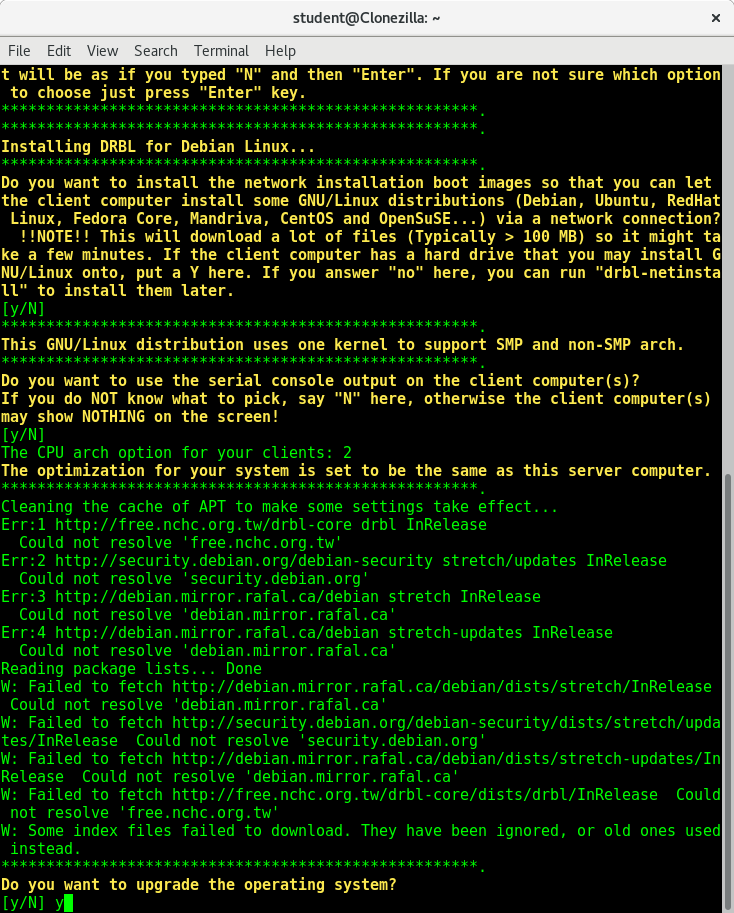 student@Clonezilla: ~
×
File Edit View Search Terminal Help
t will be as if you typed "N" and then "Enter". If you are not sure which option
 to choose just press "Enter" key.
*****************************************************.
*****************************************************.
Installing DRBL for Debian Linux...
*****************************************************.
Do you want to install the network installation boot images so that you can let
the client computer install some GNU/Linux distributions (Debian, Ubuntu, RedHat
 Linux, Fedora Core, Mandriva, CentOS and OpenSuSE...) via a network connection?
  !!NOTE!! This will download a lot of files (Typically > 100 MB) so it might ta
ke a few minutes. If the client computer has a hard drive that you may install G
NU/Linux onto, put a Y here. If you answer "no" here, you can run "drbl-netinsta
ll" to install them later.
[y/N]
*****************************************************.
This GNU/Linux distribution uses one kernel to support SMP and non-SMP arch.
*****************************************************.
Do you want to use the serial console output on the client computer(s)?
If you do NOT know what to pick, say "N" here, otherwise the client computer(s)
may show NOTHING on the screen!
[y/N]
The CPU arch option for your clients: 2
The optimization for your system is set to be the same as this server computer.
*****************************************************.
Cleaning the cache of APT to make some settings take effect...
Err:1 http://free.nchc.org.tw/drbl-core drbl InRelease
  Could not resolve 'free.nchc.org.tw'
Err:2 http://security.debian.org/debian-security stretch/updates InRelease
  Could not resolve 'security.debian.org'
Err:3 http://debian.mirror.rafal.ca/debian stretch InRelease
  Could not resolve 'debian.mirror.rafal.ca'
Err:4 http://debian.mirror.rafal.ca/debian stretch-updates InRelease
  Could not resolve 'debian.mirror.rafal.ca'
Reading package lists... Done
W: Failed to fetch http://debian.mirror.rafal.ca/debian/dists/stretch/InRelease
 Could not resolve 'debian.mirror.rafal.ca'
W: Failed to fetch http://security.debian.org/debian-security/dists/stretch/upda
tes/InRelease  Could not resolve 'security.debian.org'
W: Failed to fetch http://debian.mirror.rafal.ca/debian/dists/stretch-updates/In
Release  Could not resolve 'debian.mirror.rafal.ca'
W: Failed to fetch http://free.nchc.org.tw/drbl-core/dists/drbl/InRelease  Could
 not resolve 'free.nchc.org.tw'
W: Some index files failed to download. They have been ignored, or old ones used
 instead.
*****************************************************.
Do you want to upgrade the operating system?
[y/N] y